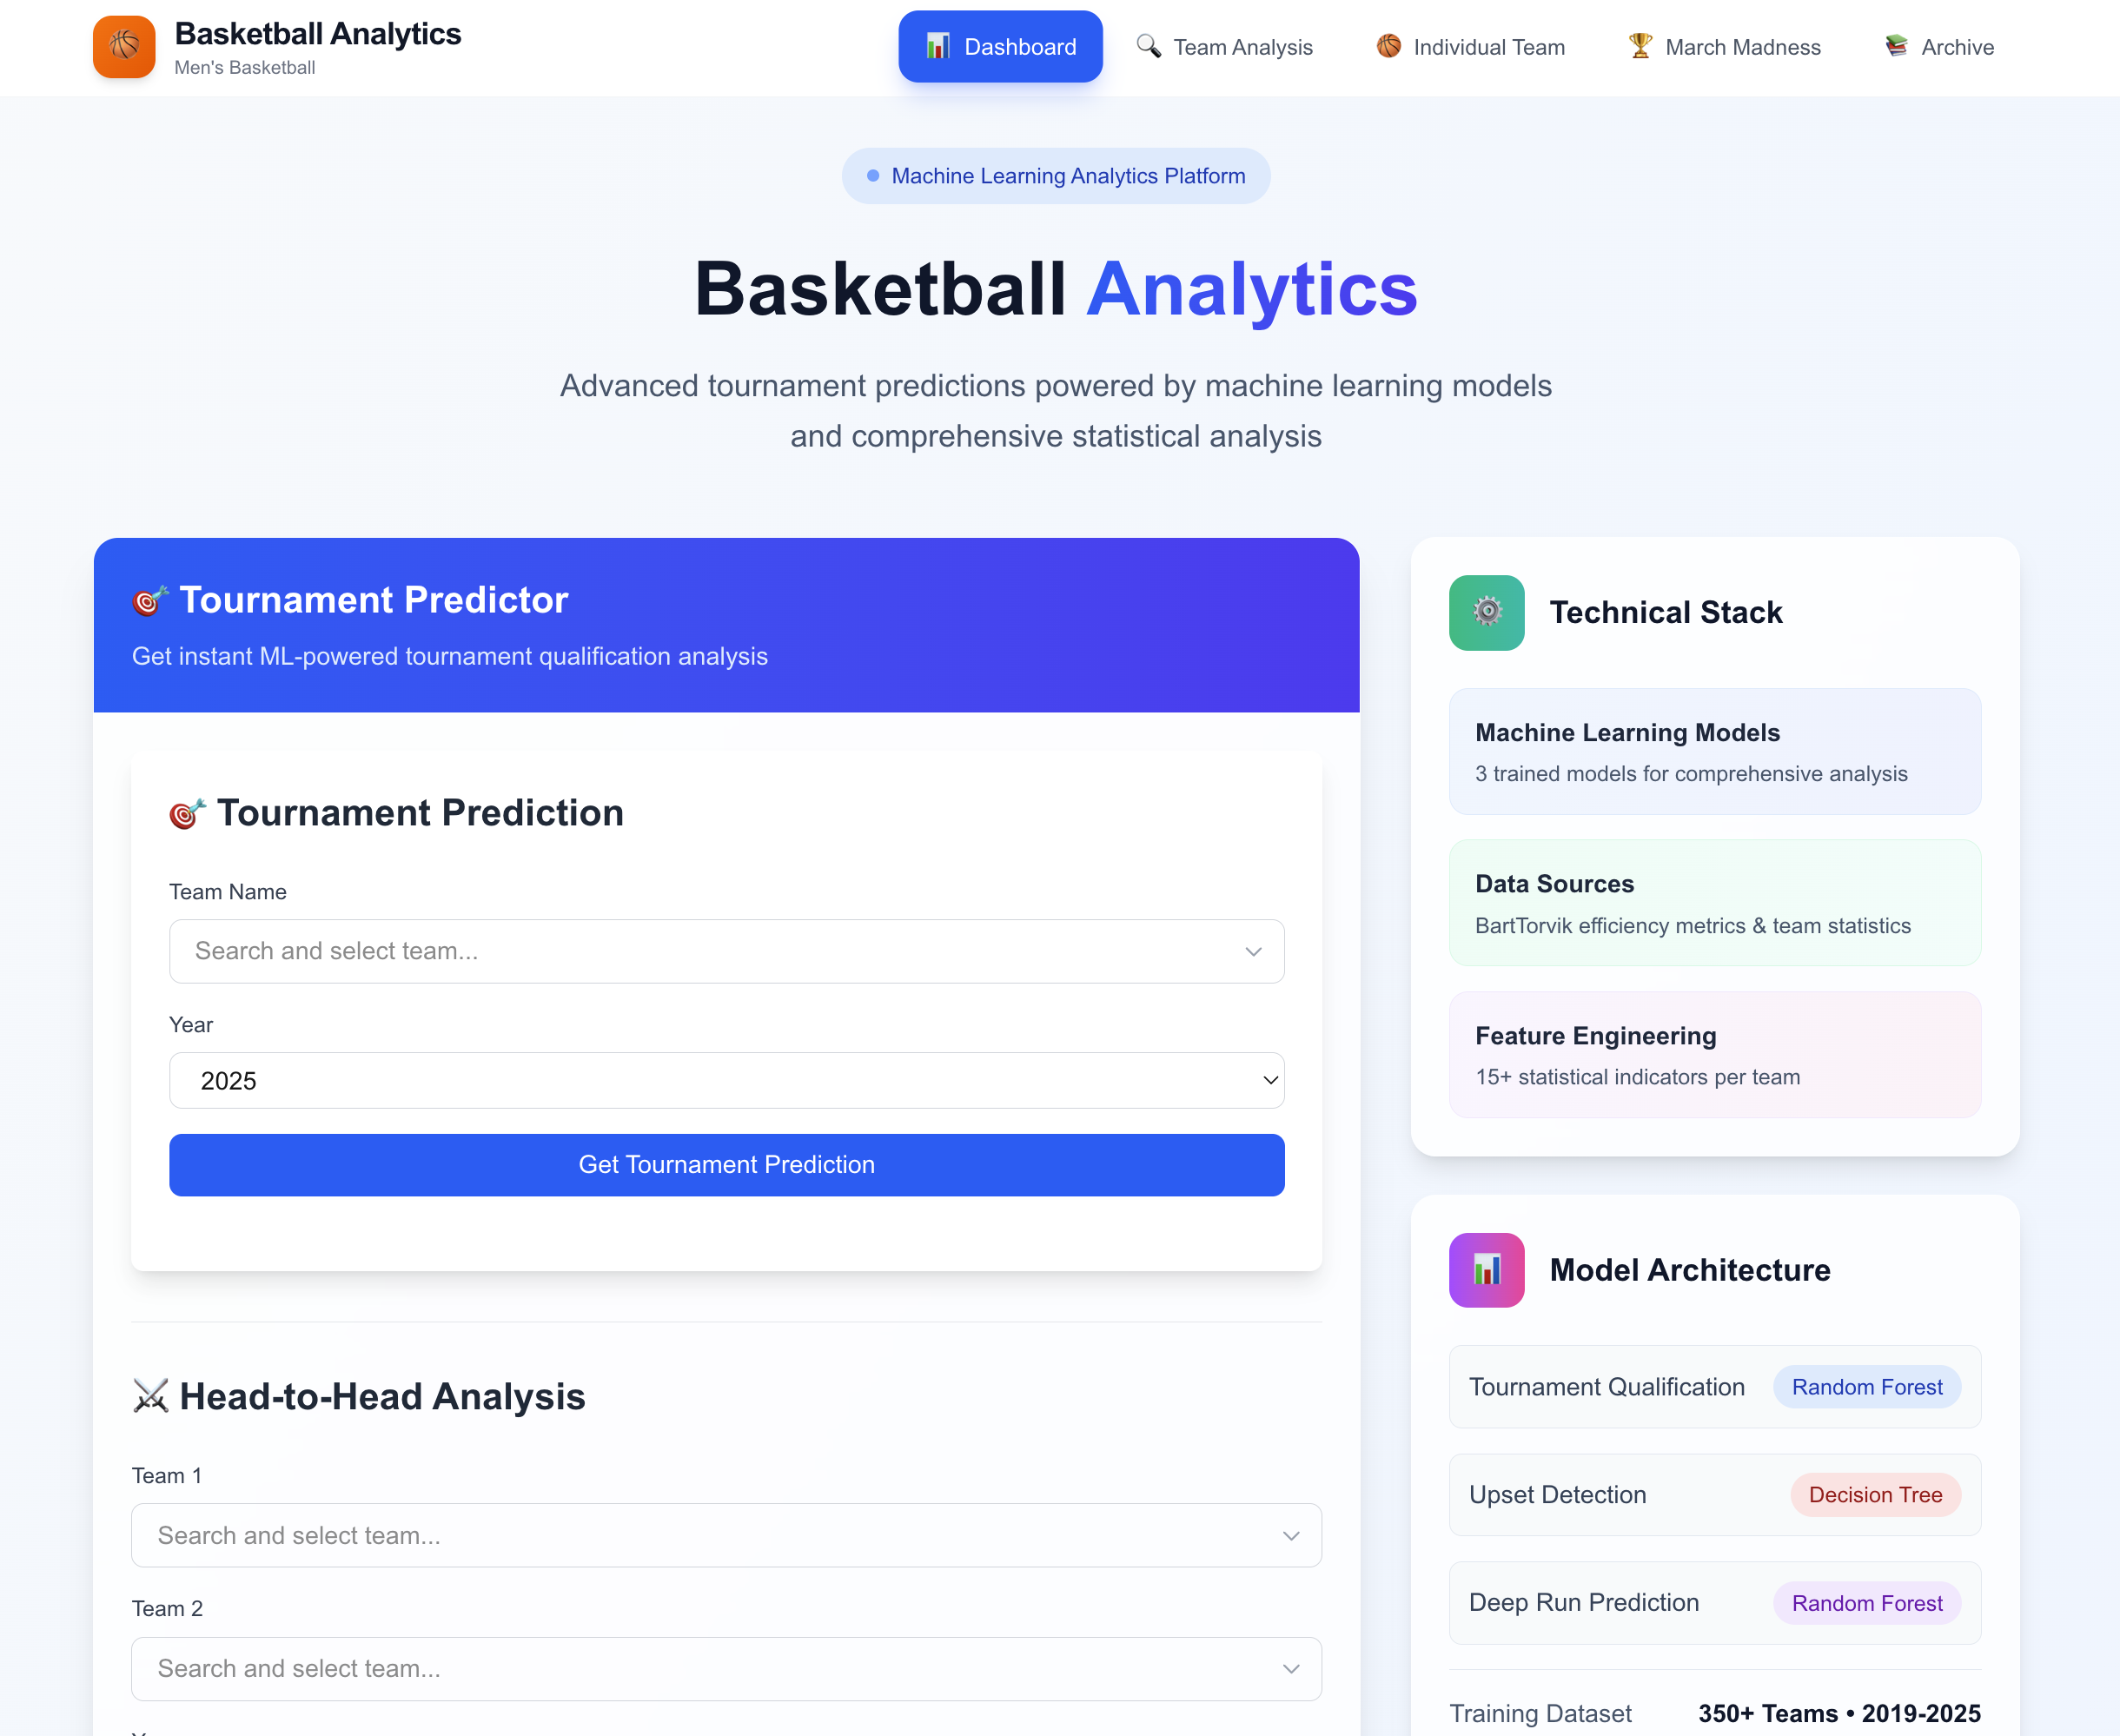 Basketball Analytics
Men's Basketball
Dashboard
Team Analysis
Individual Team
March Madness
Archive
Machine Learning Analytics Platform
Basketball Analytics
Advanced tournament predictions powered by machine learning models
and comprehensive statistical analysis
Tournament Predictor
Get instant ML-powered tournament qualification analysis
Tournament Prediction
Team Name
Search and select team...
Year
2025
Get Tournament Prediction
Head-to-Head Analysis
Team 1
Search and select team...
Team 2
Search and select team...
Technical Stack
Machine Learning Models
3 trained models for comprehensive analysis
Data Sources
BartTorvik efficiency metrics & team statistics
Feature Engineering
15+ statistical indicators per team
Model Architecture
Tournament Qualification Random Forest
Upset Detection Decision Tree
Deep Run Prediction Random Forest
Training Dataset 350+ Teams • 2019-2025